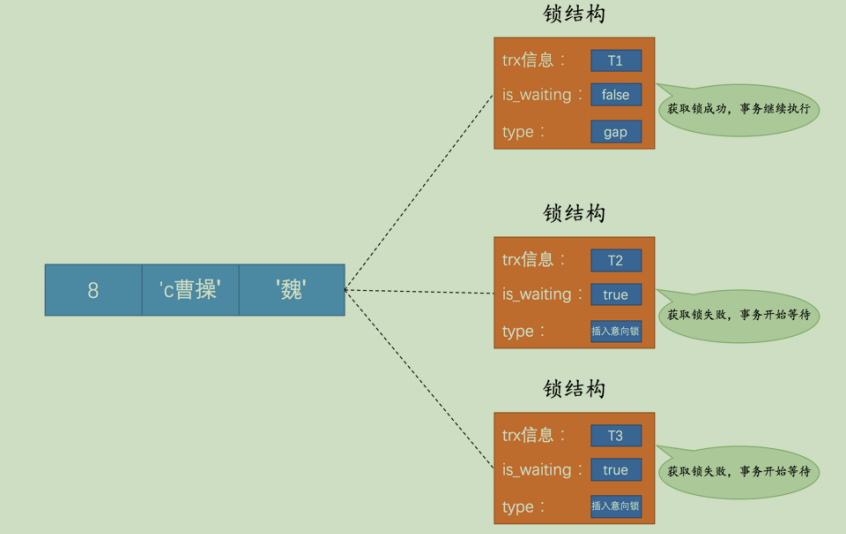 锁结构
trx信息：
T1
is_waiting：
false
type：
gap
获取锁成功，事务继续执行
8
'c曹操'
'魏'
锁结构
trx信息：
T2
is_waiting：
true
type：
插入意向锁
获取锁失败，事务开始等待
锁结构
trx信息：
T3
is_waiting：
true
type：
插入意向锁
获取锁失败，事务开始等待